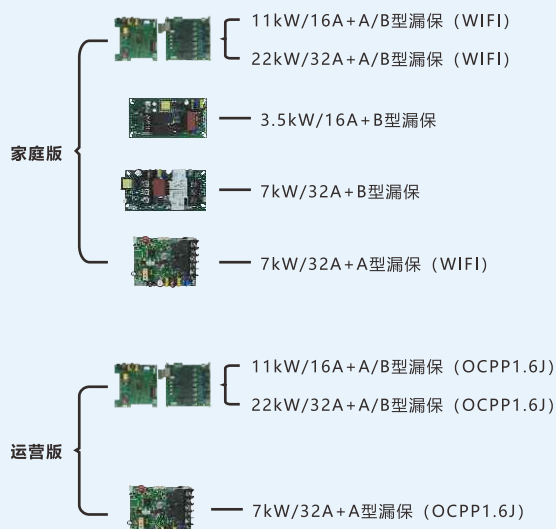 11kW/16A+A/B型漏保（WIFI）
22kW/32A+A/B型漏保（WIFI）
3.5kW/16A+B型漏保
家庭版
7kW/32A+B型漏保
7kW/32A+A型漏保（WIFI）
11kW/16A+A/B型漏保（OCPP1.6J）
22kW/32A+A/B型漏保（OCPP1.6J）
运营版
7kW/32A+A型漏保（OCPP1.6J）